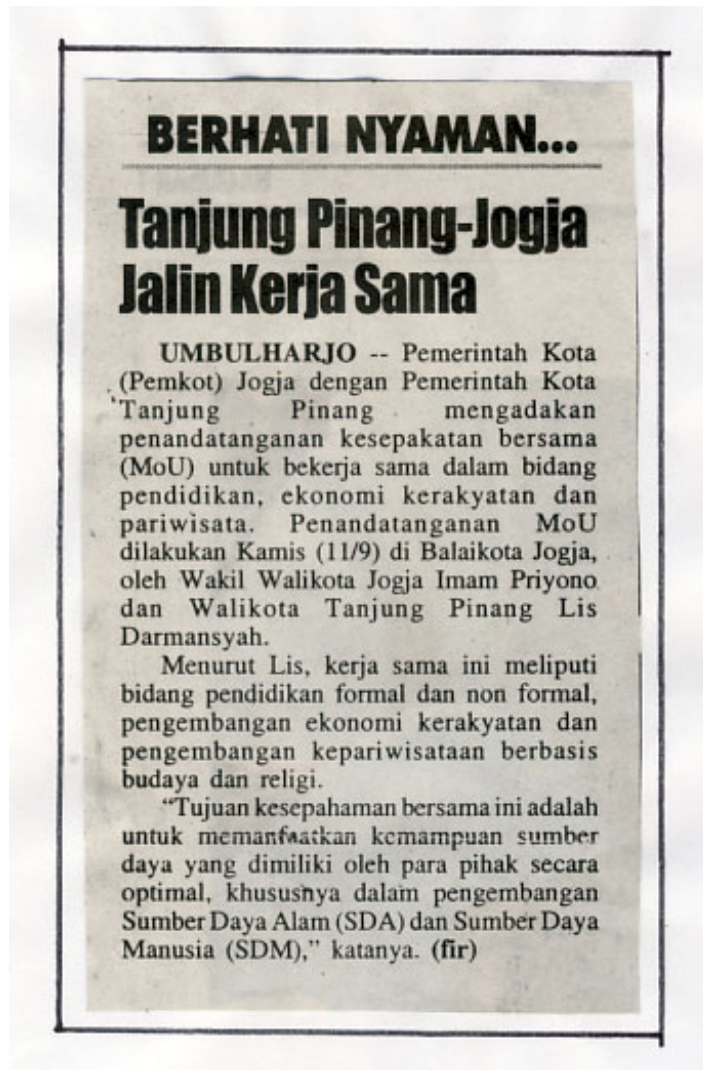 BERHATI NYAMAN...
Tanjung Pinang-Jogja
Jalin Kerja Sama
UMBULHARJO -- Pemerintah Kota
(Pemkot) Jogja dengan Pemerintah Kota
Tanjung Pinang mengadakan
penandatanganan kesepakatan bersama
(MoU) untuk bekerja sama dalam bidang
pendidikan, ekonomi kerakyatan dan
pariwisata. Penandatanganan MoU
dilakukan Kamis (11/9) di Balaikota Jogja,
oleh Wakil Walikota Jogja Imam Priyono
dan Walikota Tanjung Pinang Lis
Darmansyah.
Menurut Lis, kerja sama ini meliputi
bidang pendidikan formal dan non formal,
pengembangan ekonomi kerakyatan dan
pengembangan kepariwisataan berbasis
budaya dan religi.
"Tujuan kesepahaman bersama ini adalah
untuk memanfaatkan kemampuan sumber
daya yang dimiliki oleh para pihak secara
optimal, khususnya dalam pengembangan
Sumber Daya Alam (SDA) dan Sumber Daya
Manusia (SDM)," katanya. (fir)